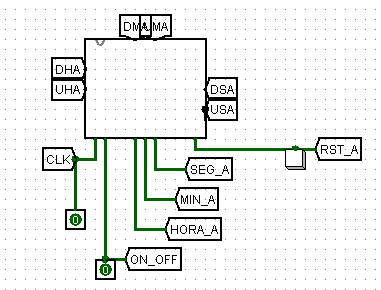 DMA UMA
DHA
DSA
UHA
USA
CLK
RST_A
SEG_A
MIN_A
0
HORA_A
ON_OFF
0